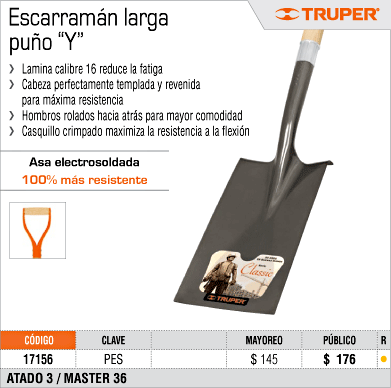 Escarramán larga
puño “Y”
TRUPER®
Lamina calibre 16 reduce la fatiga
Cabeza perfectamente templada y revenida
para máxima resistencia
Hombros rolados hacia atrás para mayor comodidad
Casquillo crimpado maximiza la resistencia a la flexión
Asa electrosoldada
100% más resistente
Classic
TRUPER
CÓDIGO CLAVE MAYOREO PÚBLICO R
17156 PES $ 145 $ 176
ATADO 3 / MASTER 36